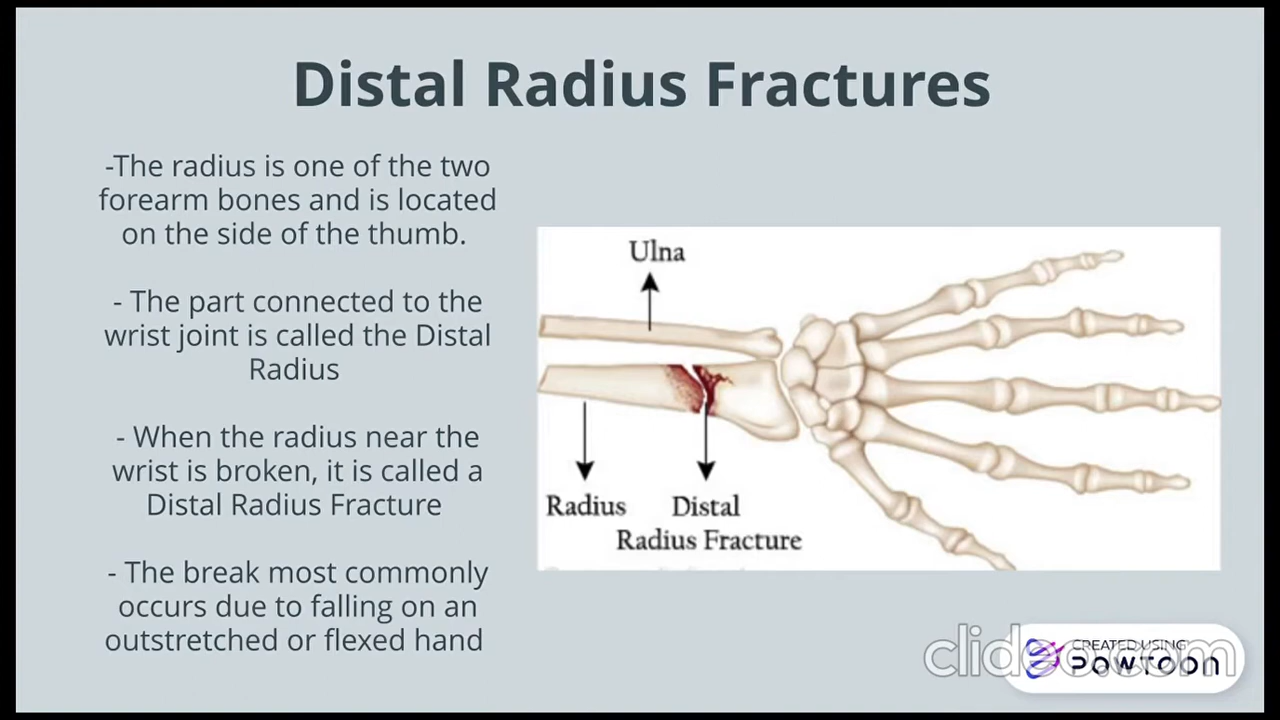 Distal Radius Fractures
-The radius is one of the two
forearm bones and is located
on the side of the thumb.
- The part connected to the
wrist joint is called the Distal
Radius
- When the radius near the
wrist is broken, it is called a
Distal Radius Fracture
- The break most commonly
occurs due to falling on an
outstretched or flexed hand
Ulna
Radius
Distal
Radius Fracture
clideo.com
CREATED USING
POWTOON